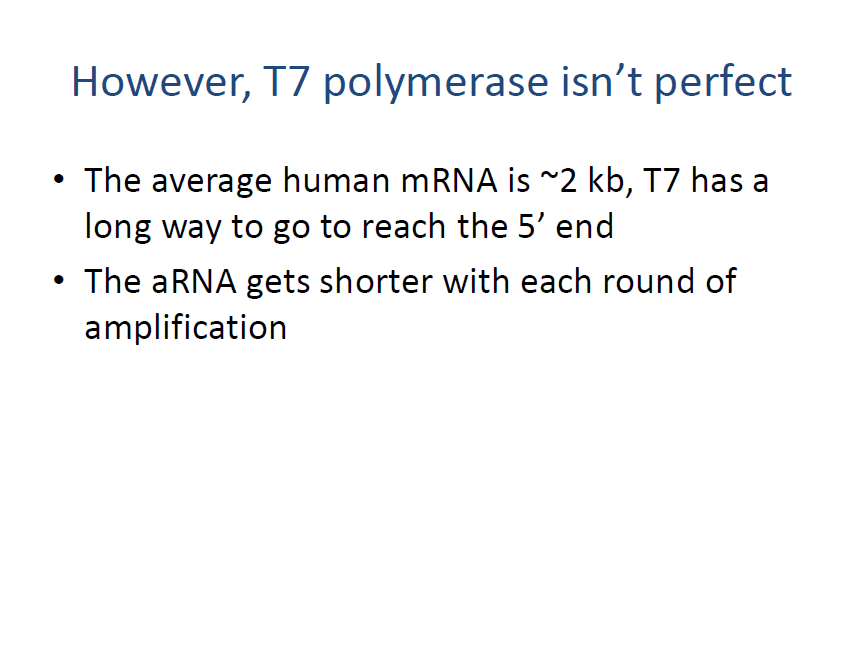 However, T7 polymerase isn’t perfect
• The average human mRNA is ~2 kb, T7 has a
long way to go to reach the 5’ end
• The aRNA gets shorter with each round of
amplification